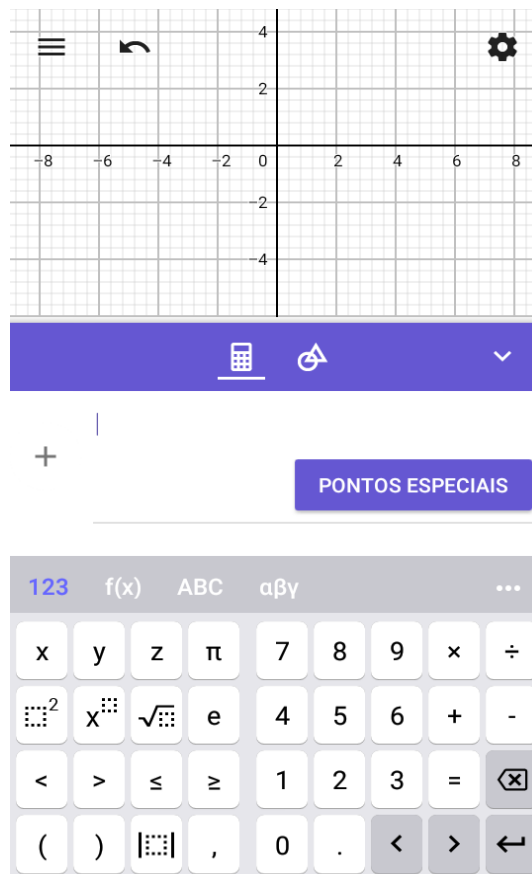 4
2
−8 −6 −4 −2 0 2 4 6 8
−2
−4
+
PONTOS ESPECIAIS
123 f(x) ABC αβγ ...
x y z π 7 8 9 × ÷
2 x √ e 4 5 6 + -
< > ≤ ≥ 1 2 3 =
( ) | | , 0 . < >